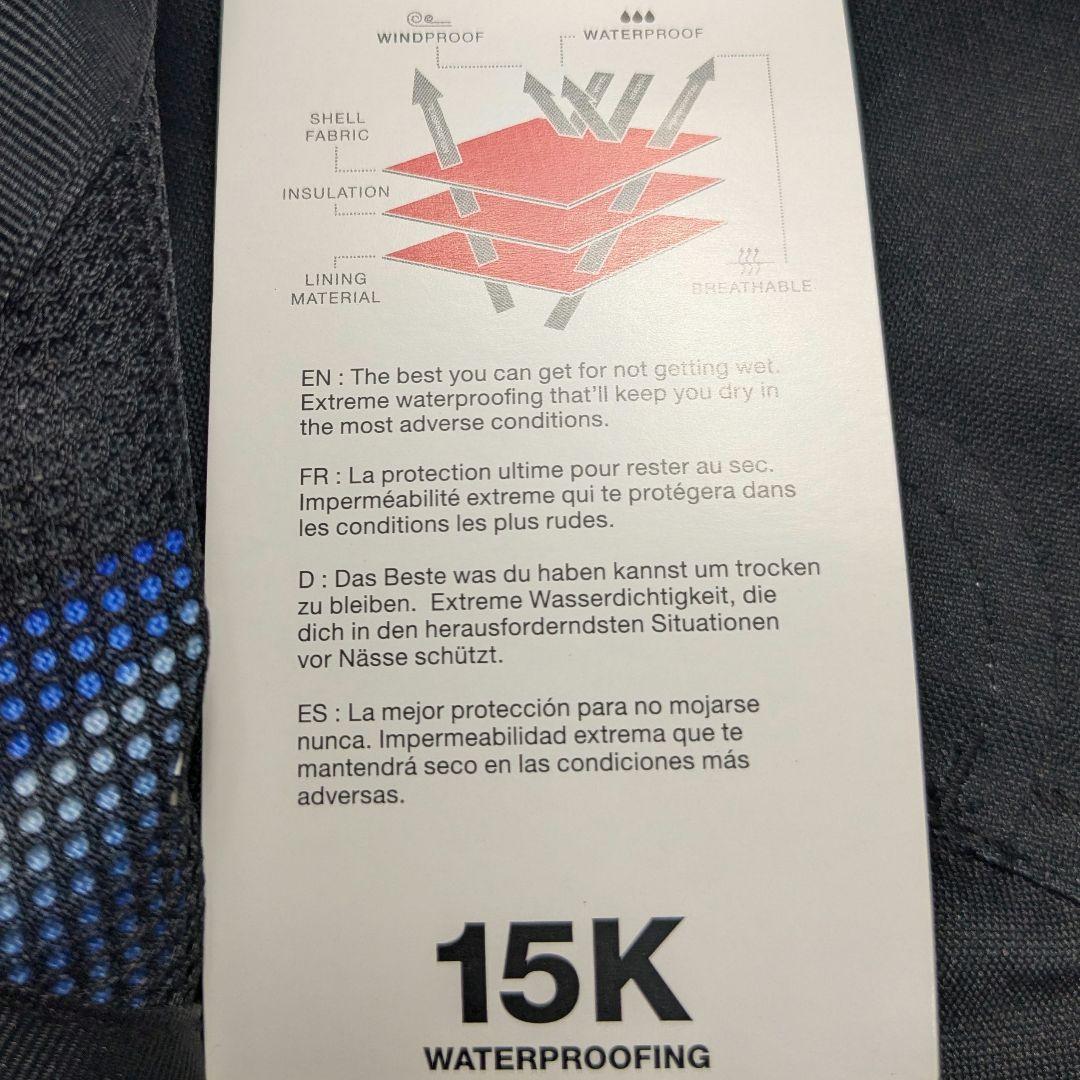 WINDPROOF
WATERPROOF
SHELL
FABRIC
INSULATION
LINING
MATERIAL
BREATHABLE
EN : The best you can get for not getting wet.
Extreme waterproofing that'll keep you dry in
the most adverse conditions.
FR : La protection ultime pour rester au sec.
Imperméabilité extreme qui te protégera dans
les conditions les plus rudes.
D : Das Beste was du haben kannst um trocken
zu bleiben. Extreme Wasserdichtigkeit, die
dich in den herausforderndsten Situationen
vor Nässe schützt.
ES : La mejor protección para no mojarse
nunca. Impermeabilidad extrema que te
mantendrá seco en las condiciones más
adversas.
15K
WATERPROOFING